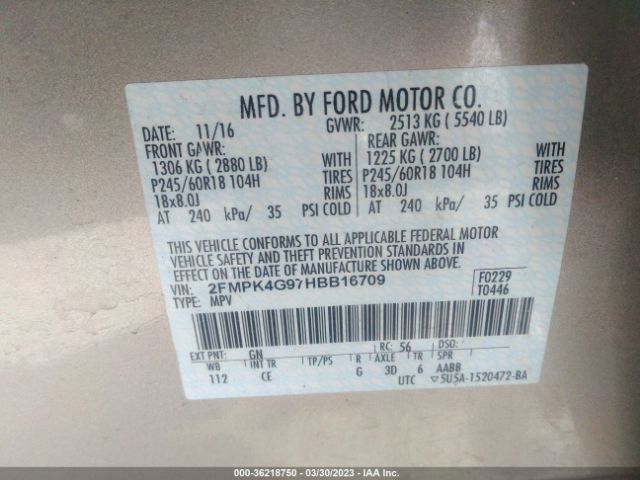 MFD. BY FORD MOTOR CO.
DATE: 11/16 GVWR: 2513 KG ( 5540 LB)
FRONT GAWR: REAR GAWR:
1306 KG ( 2880 LB) WITH 1225 KG ( 2700 LB) WITH
P245/60R18 104H TIRES P245/60R18 104H TIRES
18x8.0J RIMS 18x8.0J RIMS
AT 240 kPa/ 35 PSI COLD AT 240 kPa/ 35 PSI COLD
THIS VEHICLE CONFORMS TO ALL APPLICABLE FEDERAL MOTOR
VEHICLE SAFETY AND THEFT PREVENTION STANDARDS IN
EFFECT ON THE DATE OF MANUFACTURE SHOWN ABOVE.
VIN: 2FMPK4G97HBB16709 F0229
TYPE: MPV T0446
EXT PNT: GN RC: 56 DSO:
WB INT TR TP/PS R AXLE TR SPR
112 CE G 3D 6 AABB
UTC ▽5U5A-1520472-BA
000-36218750 — 03/30/2023 - IAA Inc.